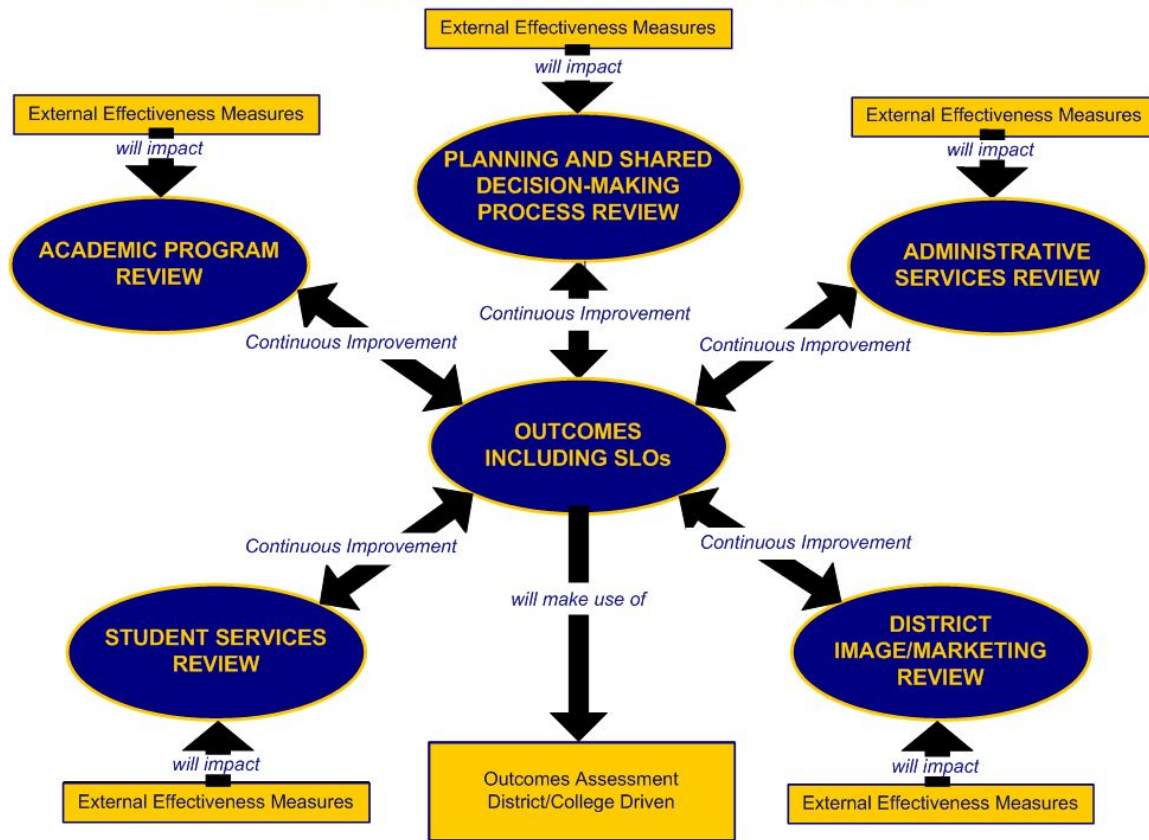 External Effectiveness Measures
will impact
PLANNING AND SHARED
DECISION-MAKING
PROCESS REVIEW
External Effectiveness Measures
will impact
ACADEMIC PROGRAM
REVIEW
External Effectiveness Measures
will impact
ADMINISTRATIVE
SERVICES REVIEW
Continuous Improvement
Continuous Improvement
Continuous Improvement
OUTCOMES
INCLUDING SLOs
Continuous Improvement
Continuous Improvement
will make use of
STUDENT SERVICES
REVIEW
DISTRICT
IMAGE/MARKETING
REVIEW
will impact
External Effectiveness Measures
Outcomes Assessment
District/College Driven
will impact
External Effectiveness Measures